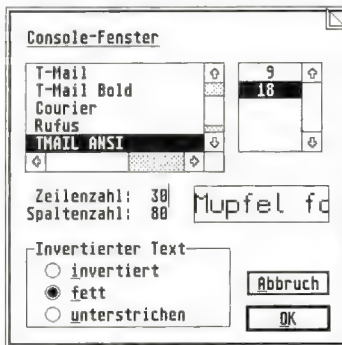 Console-Fenster
T-Mail
T-Mail Bold
Courier
Rufus
TMAIL ANSI
9
18
Zeilenzahl: 30
Spaltenzahl: 80
Mupfel fo
Invertierter Text
invertiert
fett
unterstrichen
Abbruch
OK